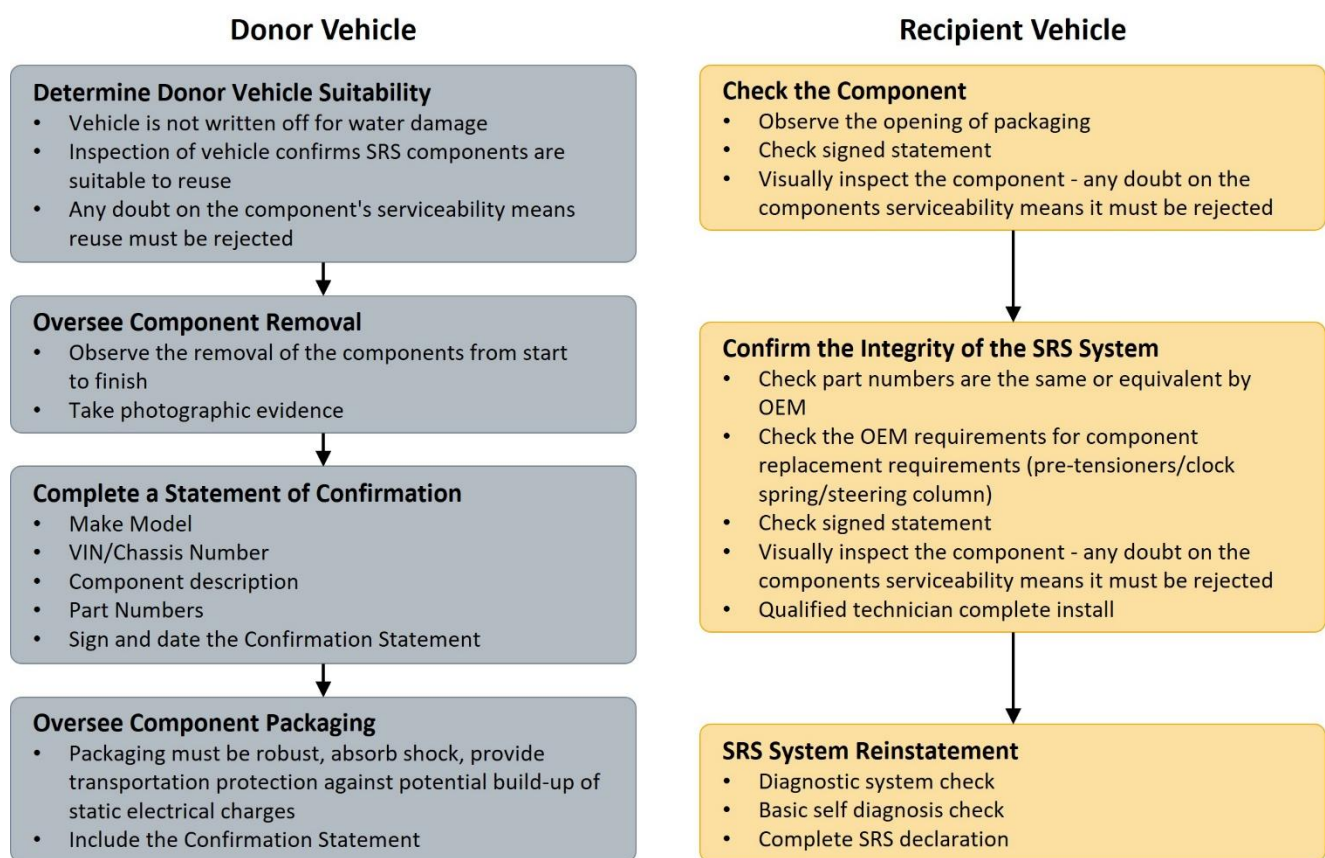 Donor Vehicle
Determine Donor Vehicle Suitability
• Vehicle is not written off for water damage
• Inspection of vehicle confirms SRS components are
suitable to reuse
• Any doubt on the component's serviceability means
reuse must be rejected
Oversee Component Removal
• Observe the removal of the components from start
to finish
• Take photographic evidence
Complete a Statement of Confirmation
• Make Model
• VIN/Chassis Number
• Component description
• Part Numbers
• Sign and date the Confirmation Statement
Oversee Component Packaging
• Packaging must be robust, absorb shock, provide
transportation protection against potential build-up of
static electrical charges
• Include the Confirmation Statement
Recipient Vehicle
Check the Component
• Observe the opening of packaging
• Check signed statement
• Visually inspect the component - any doubt on the
components serviceability means it must be rejected
Confirm the Integrity of the SRS System
• Check part numbers are the same or equivalent by
OEM
• Check the OEM requirements for component
replacement requirements (pre-tensioners/clock
spring/steering column)
• Check signed statement
• Visually inspect the component - any doubt on the
components serviceability means it must be rejected
• Qualified technician complete install
SRS System Reinstatement
• Diagnostic system check
• Basic self diagnosis check
• Complete SRS declaration